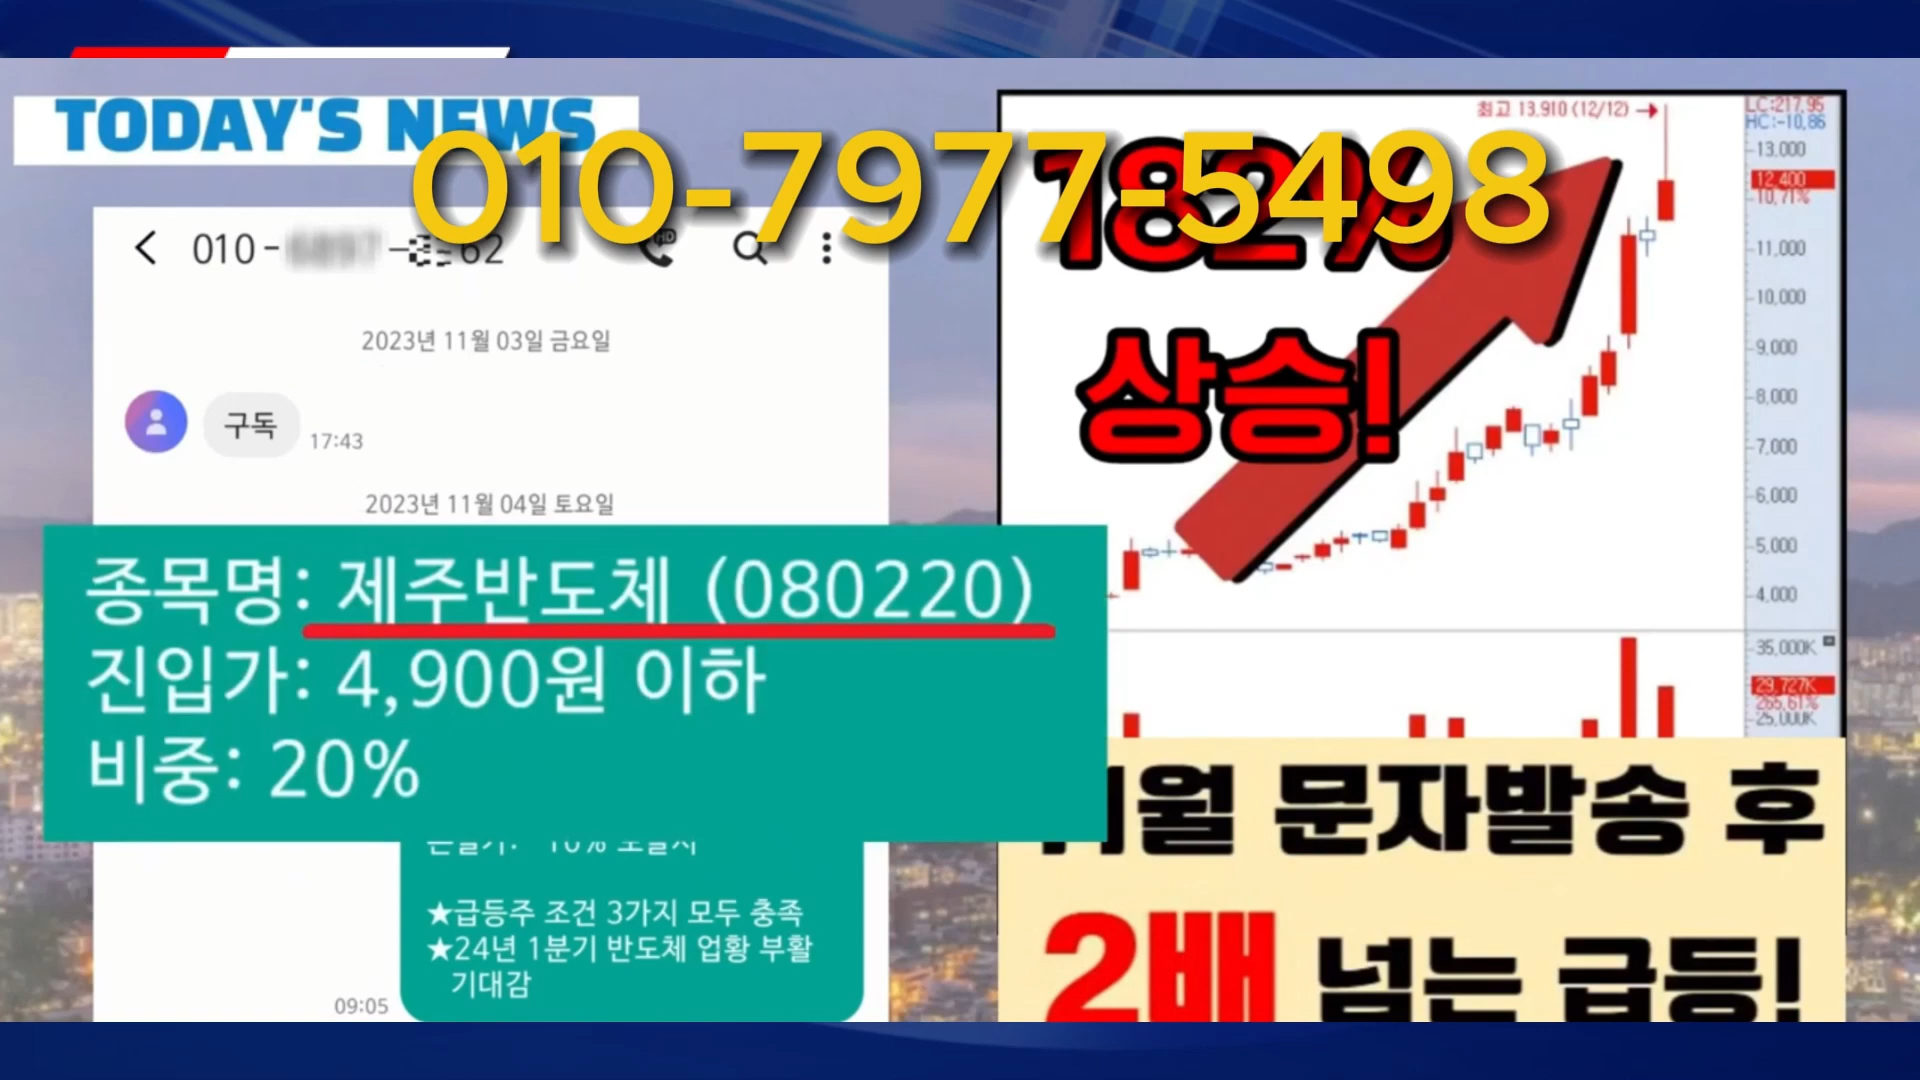 TODAY'S NEWS
010-7977-5498
010-
62
2023년 11월 03일 금요일
구독
17:43
2023년 11월 04일 토요일
종목명: 제주반도체 (080220)
진입가: 4,900원 이하
비중: 20%
★급등주 조건 3가지 모두 충족
★24년 1분기 반도체 업황 부활
기대감
09:05
최고 13,910 (12/12) →
LC:217.95
HC:-10.86
182%
상승!
13,000
12,400
10.71%
11,000
10,000
9,000
8,000
7,000
6,000
5,000
4,000
35,000K
29,727K
265.61%
25,000K
11월 문자발송 후
2배 넘는 급등!